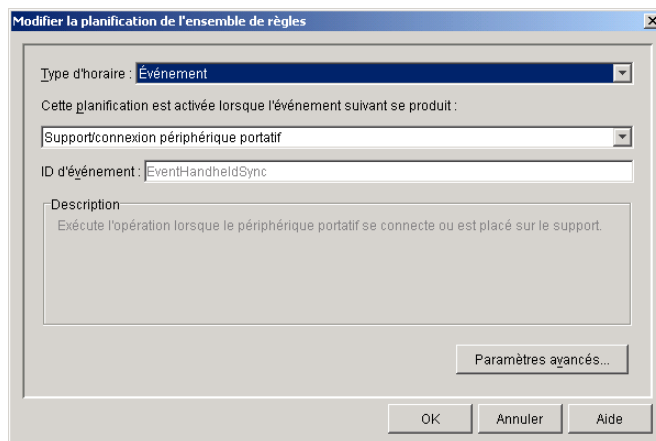 Modifier la planification de l'ensemble de règles
Type d'horaire : Événement
Cette planification est activée lorsque l'événement suivant se produit :
Support/connexion périphérique portatif
ID d'événement : EventHandheldSync
Description
Exécute l'opération lorsque le périphérique portatif se connecte ou est placé sur le support.
Paramètres avancés...
OK Annuler Aide